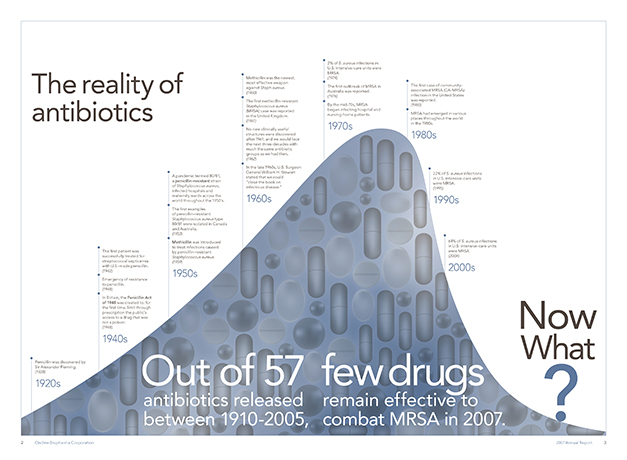 The reality of
antibiotics
2% of S. aureus infections in
U.S. intensive care units were
MRSA.
(1974)
The first outbreak of MRSA in
Australia was reported.
(1976)
By the mid-70s, MRSA
began infecting hospital and
nursing home patients.
1970s
Methicillin was the newest,
most effective weapon
against Staph aureus.
(1960)
The first methicillin-resistant
Staphylococcus aureus
(MRSA) case was reported
in the United Kingdom.
(1961)
No new clinically useful
structures were discovered
after 1961, and we would face
the next three decades with
much the same antibiotic
groups as we had then.
(1962)
In the late 1960s, U.S. Surgeon
General William H. Stewart
stated that we could
"close the book on
infectious disease."
1960s
The first case of community-
associated MRSA (CA-MRSA)
infection in the United States
was reported.
(1980)
MRSA had emerged in various
places throughout the world
in the 1980s.
1980s
A pandemic termed 80/81,
a penicillin-resistant strain
of Staphylococcus aureus,
infected hospitals and
maternity wards across the
world throughout the 1950's.
The first examples
of penicillin-resistant
Staphylococcus aureus type
80/81 were isolated in Canada
and Australia.
(1953)
Methicillin was introduced
to treat infections caused
by penicillin-resistant
Staphylococcus aureus.
(1959)
1950s
22% of S. aureus infections
in U.S. intensive care units
were MRSA.
(1995)
1990s
The first patient was
successfully treated for
streptococcal septicemia
with U.S.-made penicillin.
(1942)
Emergency of resistance
to penicillin.
(1945)
In Britain, the Penicillin Act
of 1948 was created to, for
the first time, limit through
prescription the public's
access to a drug that was
not a poison.
(1948)
1940s
64% of S. aureus infections
in U.S. intensive care units
were MRSA.
(2004)
2000s
Penicillin was discovered by
Sir Alexander Fleming.
(1928)
1920s
Out of 57 few drugs
antibiotics released remain effective to
between 1910-2005, combat MRSA in 2007.
Now
What
?
2 Oncobiologics Corporation
2007 Annual Report 3